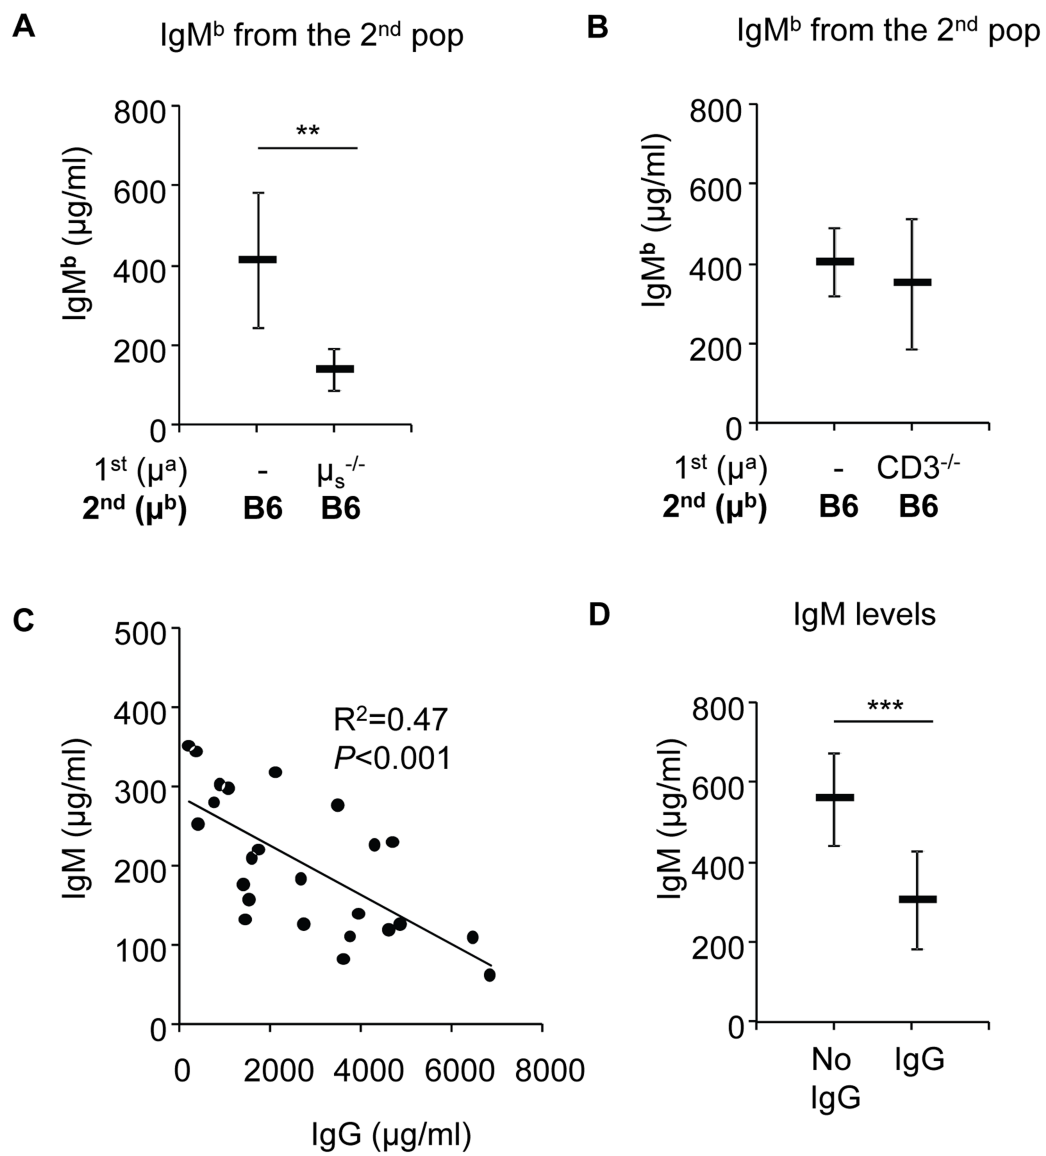 A
IgMᵇ from the 2ⁿᵈ pop
IgMᵇ (µg/ml)
800
600
400
200
0
**
1ˢᵗ (µᵃ) - µₛ⁻/⁻
2ⁿᵈ (µᵇ) B6 B6
B
IgMᵇ from the 2ⁿᵈ pop
IgMᵇ (µg/ml)
800
600
400
200
0
1ˢᵗ (µᵃ) - CD3⁻/⁻
2ⁿᵈ (µᵇ) B6 B6
C
IgM (µg/ml)
500
400
300
200
100
0
R²=0.47
P<0.001
0 2000 4000 6000 8000
IgG (µg/ml)
D
IgM levels
IgM (µg/ml)
800
600
400
200
0
***
No IgG
IgG